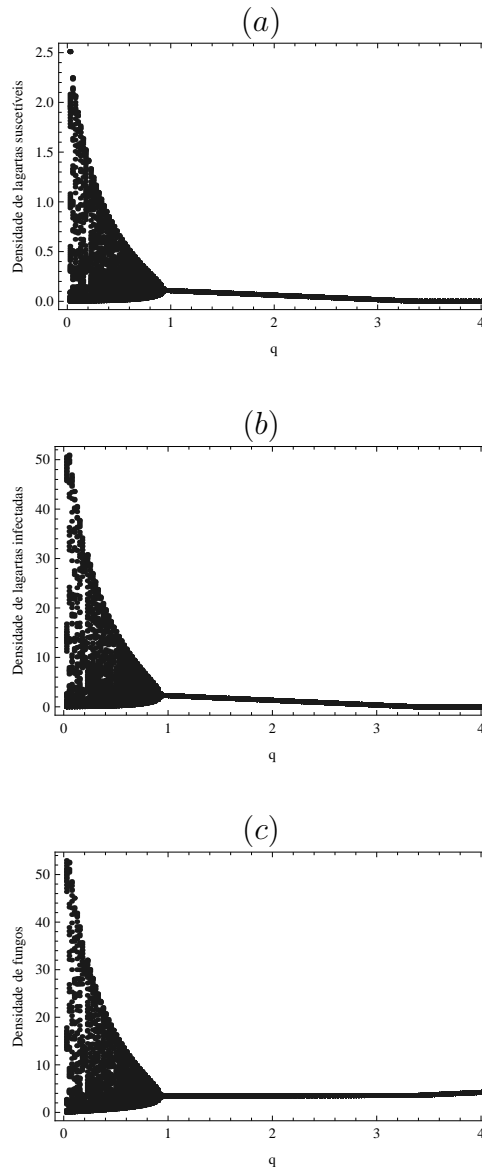 (a)
Densidade de lagartas suscetíveis
2.5
2.0
1.5
1.0
0.5
0.0
0 1 2 3 4
q
(b)
Densidade de lagartas infectadas
50
40
30
20
10
0
0 1 2 3 4
q
(c)
Densidade de fungos
50
40
30
20
10
0
0 1 2 3 4
q